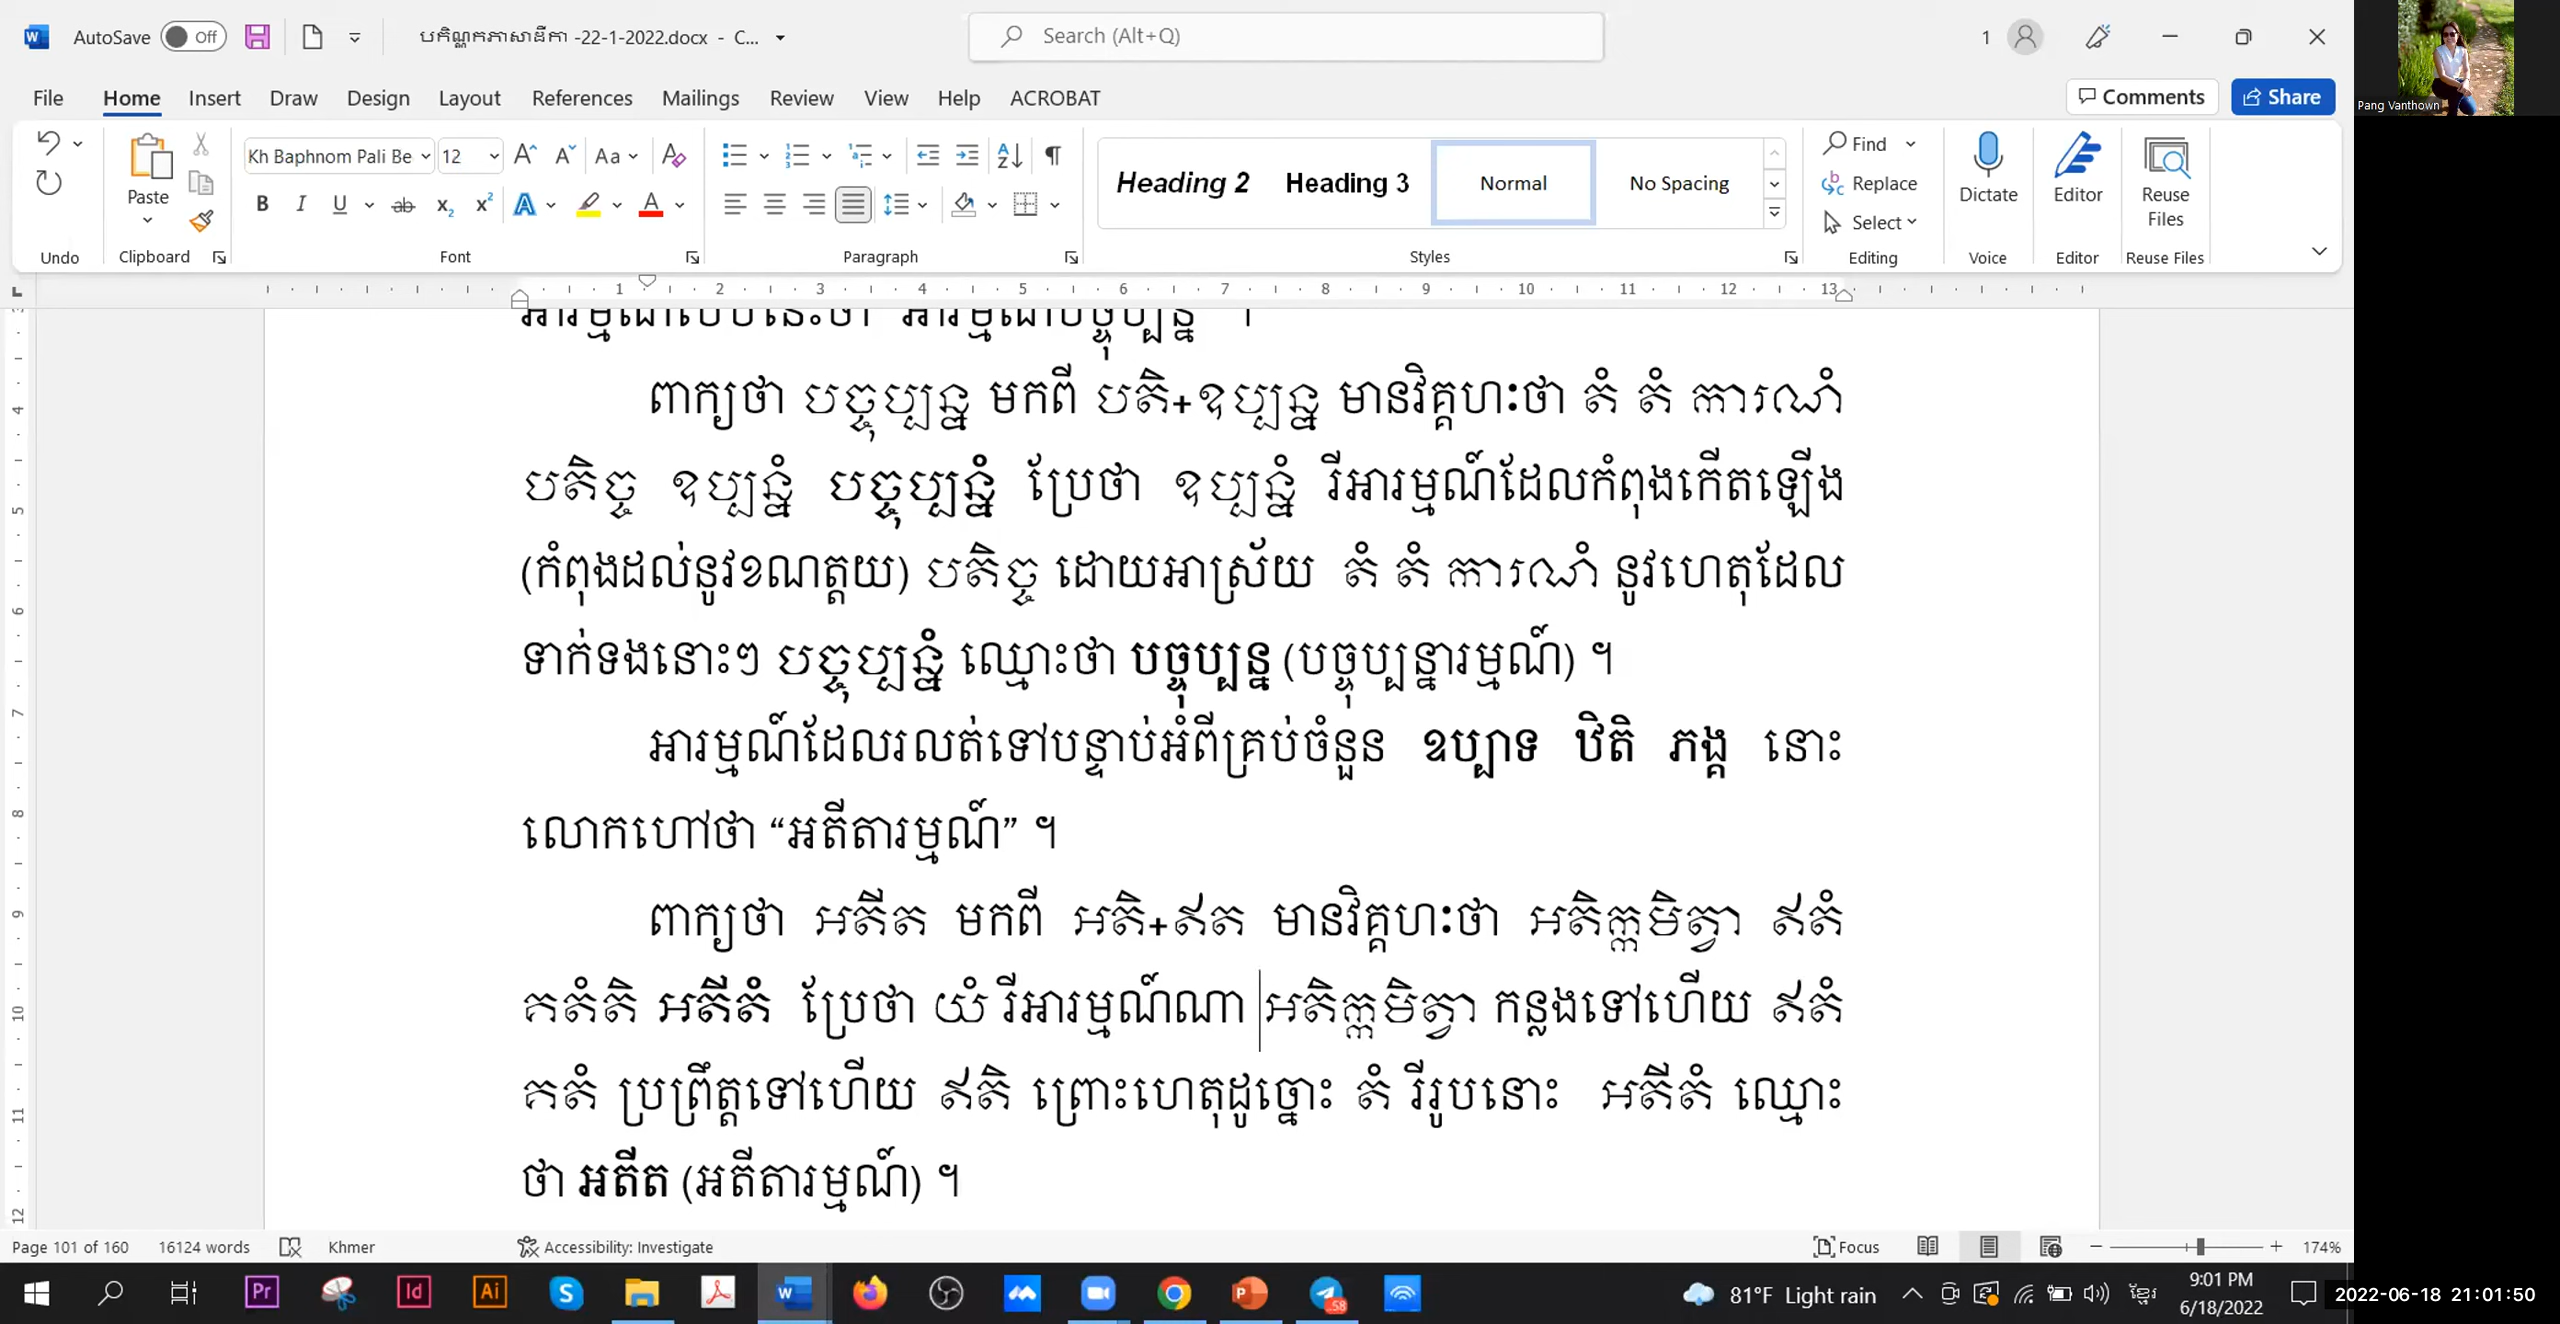 AutoSave Off បកិណ្ណកភាសាដីកា -22-1-2022.docx - C... Search (Alt+Q) 1
Pang Vanthown
File Home Insert Draw Design Layout References Mailings Review View Help ACROBAT Comments Share
Kh Baphnom Pali Be 12 Aa Heading 2 Heading 3 Normal No Spacing Find Replace Select
Paste Dictate Editor Reuse Files
Undo Clipboard Font Paragraph Styles Editing Voice Editor Reuse Files
1 2 3 4 5 6 7 8 9 10 11 12 13
ពាក្យថា បច្ចុប្បន្ន មកពី បតិ+ឧប្បន្ន មានវិគ្គហៈថា តំ តំ ការណំ
បតិច្ច ឧប្បន្នំ បច្ចុប្បន្នំ ប្រែថា ឧប្បន្នំ រីអារម្មណ៍ដែលកំពុងកើតឡើង
(កំពុងដល់នូវខណត្តយ) បតិច្ច ដោយអាស្រ័យ តំ តំ ការណំ នូវហេតុដែល
ទាក់ទងនោះៗ បច្ចុប្បន្នំ ឈ្មោះថា បច្ចុប្បន្ន (បច្ចុប្បន្នារម្មណ៍) ។
អារម្មណ៍ដែលរលត់ទៅបន្ទាប់អំពីគ្រប់ចំនួន ឧប្បាទ ឋិតិ ភង្គ នោះ
លោកហៅថា “អតីតារម្មណ៍” ។
ពាក្យថា អតីត មកពី អតិ+ឥត មានវិគ្គហៈថា អតិក្កមិត្វា ឥតំ
គតំតិ អតីតំ ប្រែថា យំ រីអារម្មណ៍ណា អតិក្កមិត្វា កន្លងទៅហើយ ឥតំ
គតំ ប្រព្រឹត្តទៅហើយ ឥតិ ព្រោះហេតុដូច្នោះ តំ រីរូបនោះ អតីតំ ឈ្មោះ
ថា អតីត (អតីតារម្មណ៍) ។
Page 101 of 160 16124 words Khmer Accessibility: Investigate Focus 174%
81°F Light rain 9:01 PM
6/18/2022
2022-06-18 21:01:50